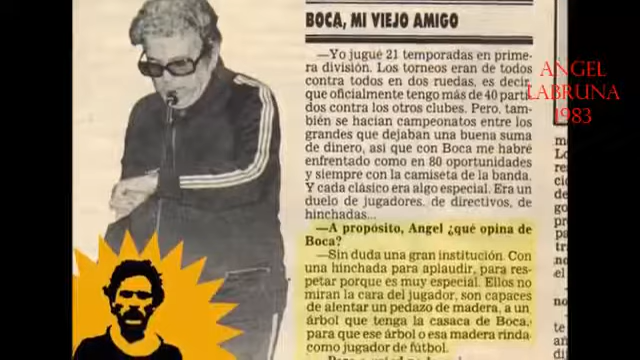 BOCA, MI VIEJO AMIGO
—Yo jugué 21 temporadas en prime-
ra división. Los torneos eran de todos
contra todos en dos ruedas, es decir
que oficialmente tengo más de 40 parti-
dos contra los otros clubes. Pero, tam-
bién se hacían campeonatos entre los
grandes que dejaban una buena suma
de dinero, así que con Boca me habré
enfrentado como en 80 oportunidades
y siempre con la camiseta de la banda.
Y cada clásico era algo especial. Era un
duelo de jugadores, de directivos, de
hinchadas...
—A propósito, Angel ¿qué opina de
Boca?
—Sin duda una gran institución. Con
una hinchada para aplaudir, para res-
petar porque es muy especial. Ellos no
miran la cara del jugador, son capaces
de alentar un pedazo de madera, a un
árbol que tenga la casaca de Boca,
para que ese árbol o esa madera rinda
como jugador de fútbol.
ANGEL
LABRUNA
1983